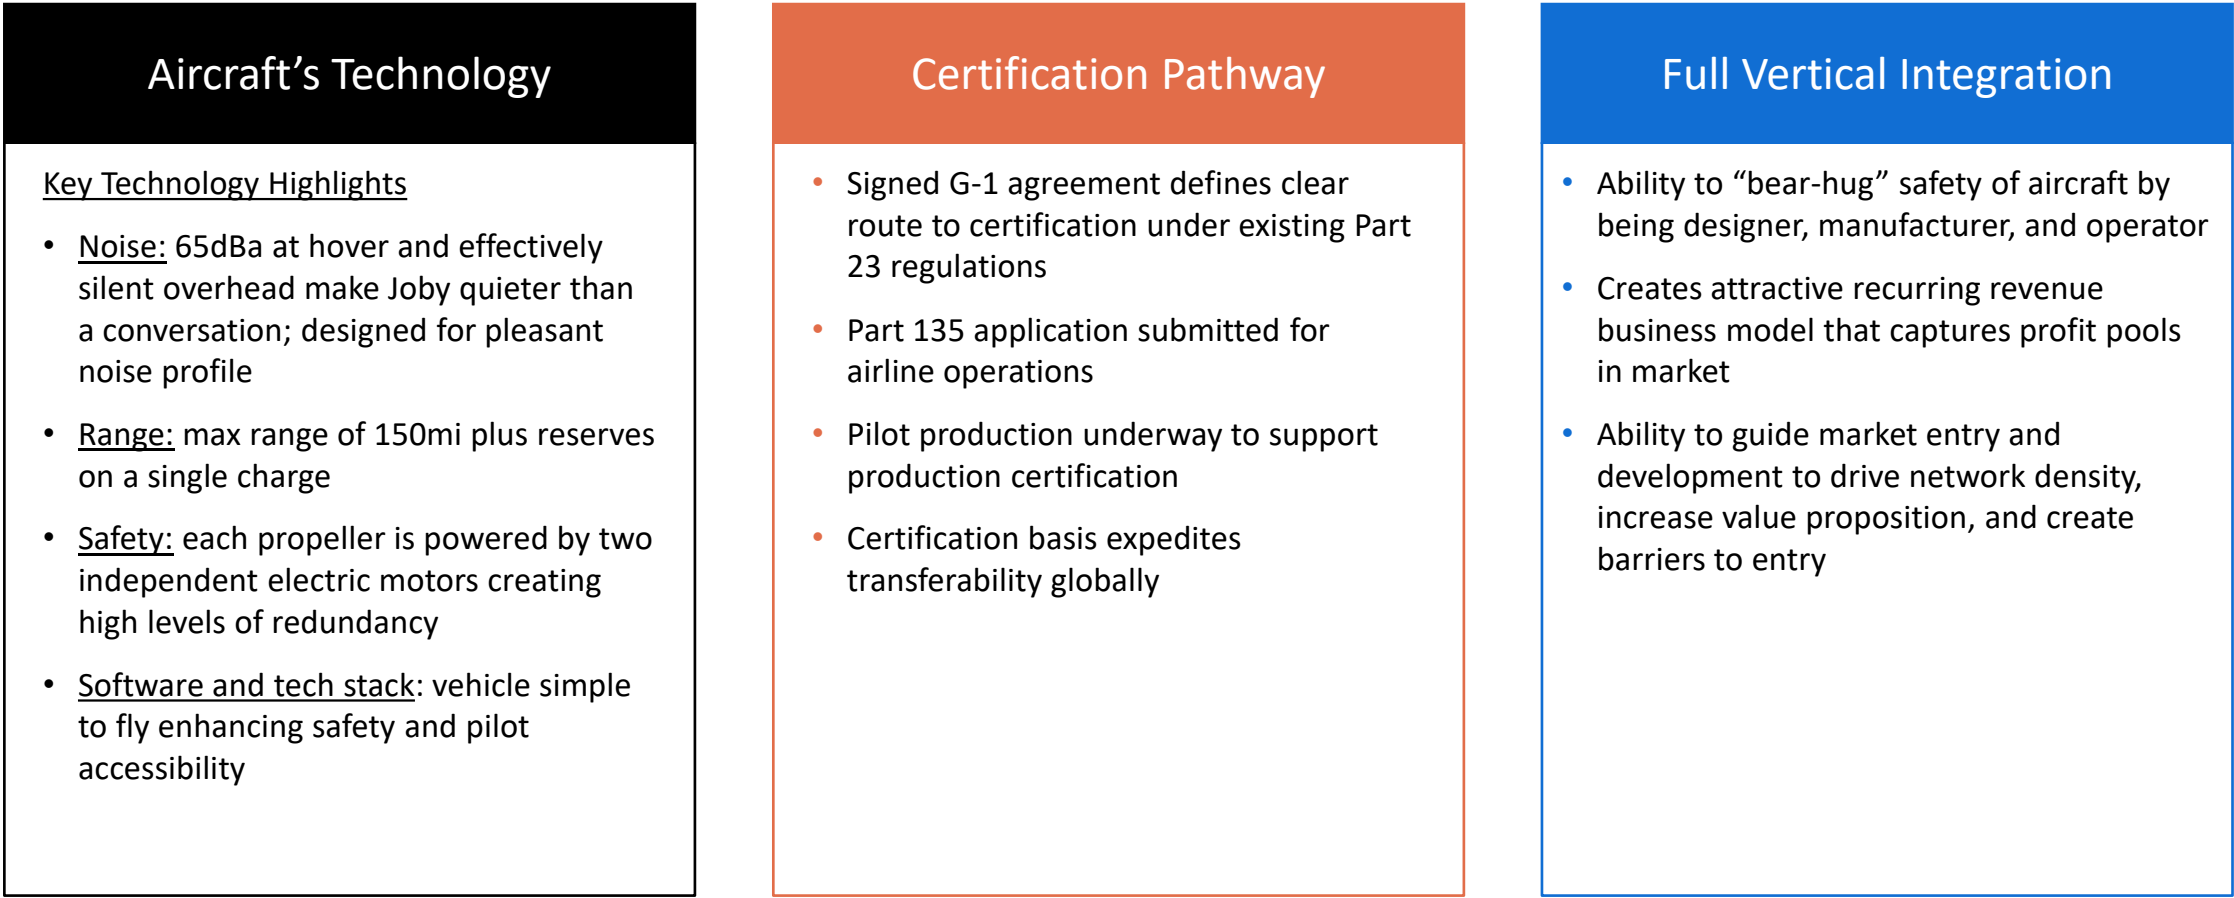 Aircraft’s Technology
Key Technology Highlights
• Noise: 65dBa at hover and effectively
silent overhead make Joby quieter than
a conversation; designed for pleasant
noise profile
• Range: max range of 150mi plus reserves
on a single charge
• Safety: each propeller is powered by two
independent electric motors creating
high levels of redundancy
• Software and tech stack: vehicle simple
to fly enhancing safety and pilot
accessibility
Certification Pathway
• Signed G-1 agreement defines clear
route to certification under existing Part
23 regulations
• Part 135 application submitted for
airline operations
• Pilot production underway to support
production certification
• Certification basis expedites
transferability globally
Full Vertical Integration
• Ability to “bear-hug” safety of aircraft by
being designer, manufacturer, and operator
• Creates attractive recurring revenue
business model that captures profit pools
in market
• Ability to guide market entry and
development to drive network density,
increase value proposition, and create
barriers to entry